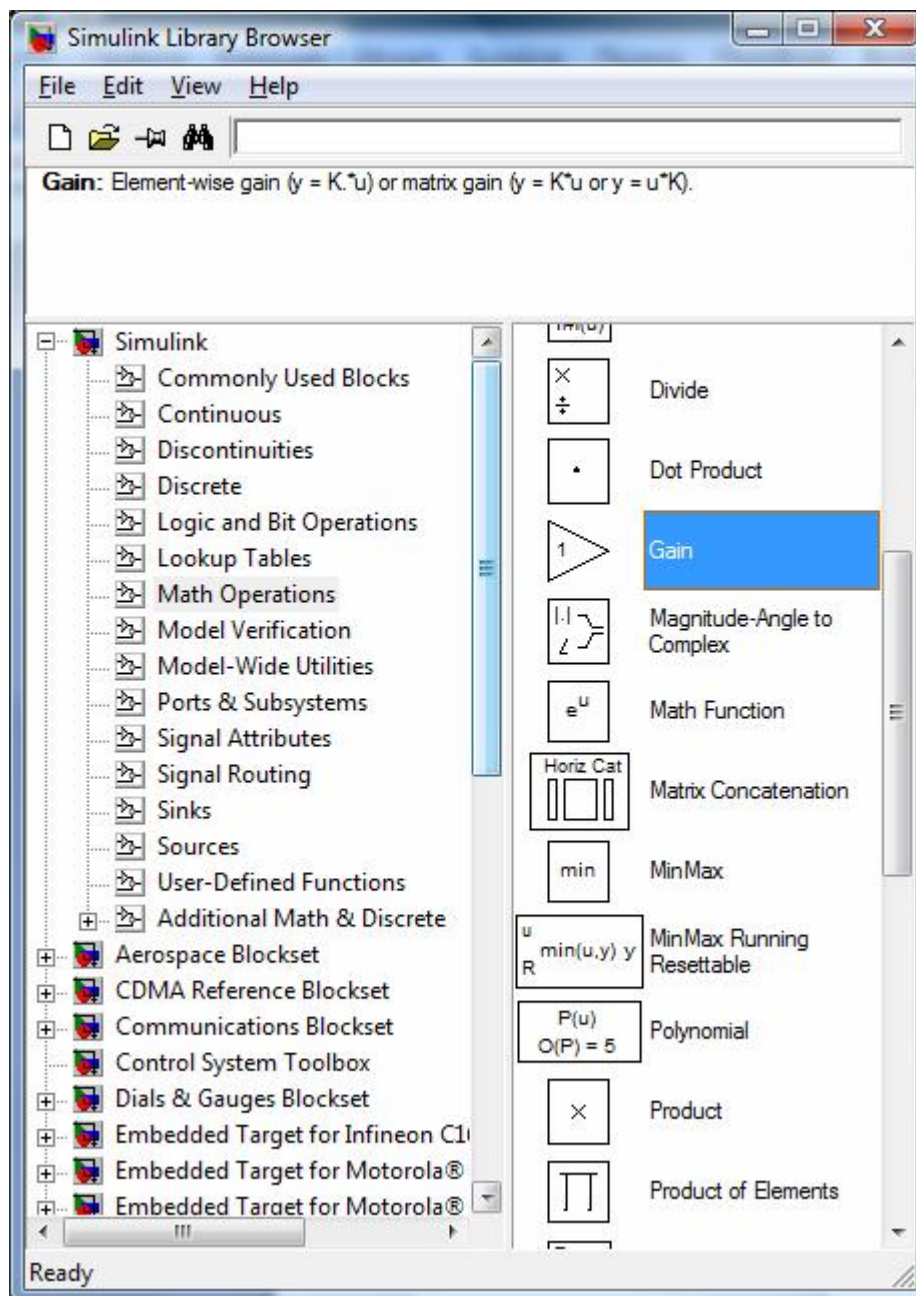 Simulink Library Browser
File Edit View Help
Gain: Element-wise gain (y = K.*u) or matrix gain (y = K*u or y = u*K).
Simulink
Commonly Used Blocks
Continuous
Discontinuities
Discrete
Logic and Bit Operations
Lookup Tables
Math Operations
Model Verification
Model-Wide Utilities
Ports & Subsystems
Signal Attributes
Signal Routing
Sinks
Sources
User-Defined Functions
Additional Math & Discrete
Aerospace Blockset
CDMA Reference Blockset
Communications Blockset
Control System Toolbox
Dials & Gauges Blockset
Embedded Target for Infineon C1
Embedded Target for Motorola®
Embedded Target for Motorola®
× ÷
Divide
Dot Product
1
Gain
|.|
∠
Magnitude-Angle to
Complex
e^u
Math Function
Horiz Cat
Matrix Concatenation
min
MinMax
u
R min(u,y) y
MinMax Running
Resettable
P(u)
O(P) = 5
Polynomial
×
Product
∏
Product of Elements
Ready